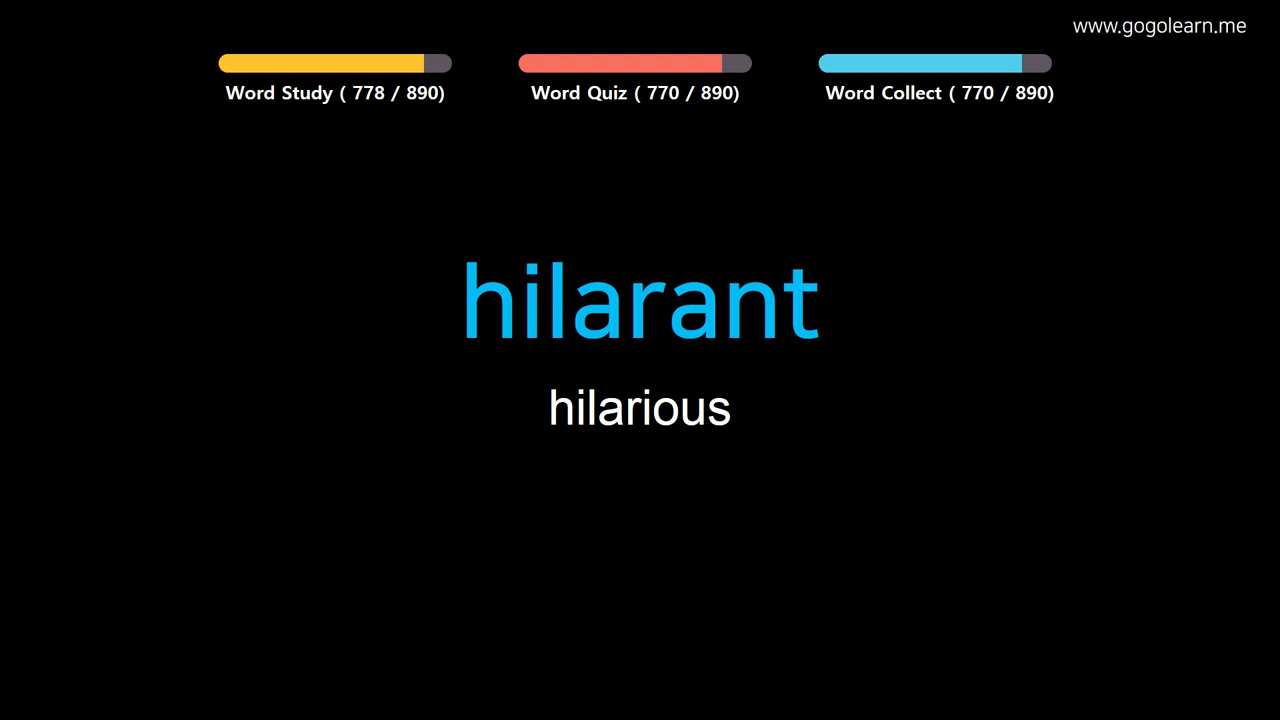 www.gogolearn.me
Word Study ( 778 / 890)
Word Quiz ( 770 / 890)
Word Collect ( 770 / 890)
hilarant
hilarious